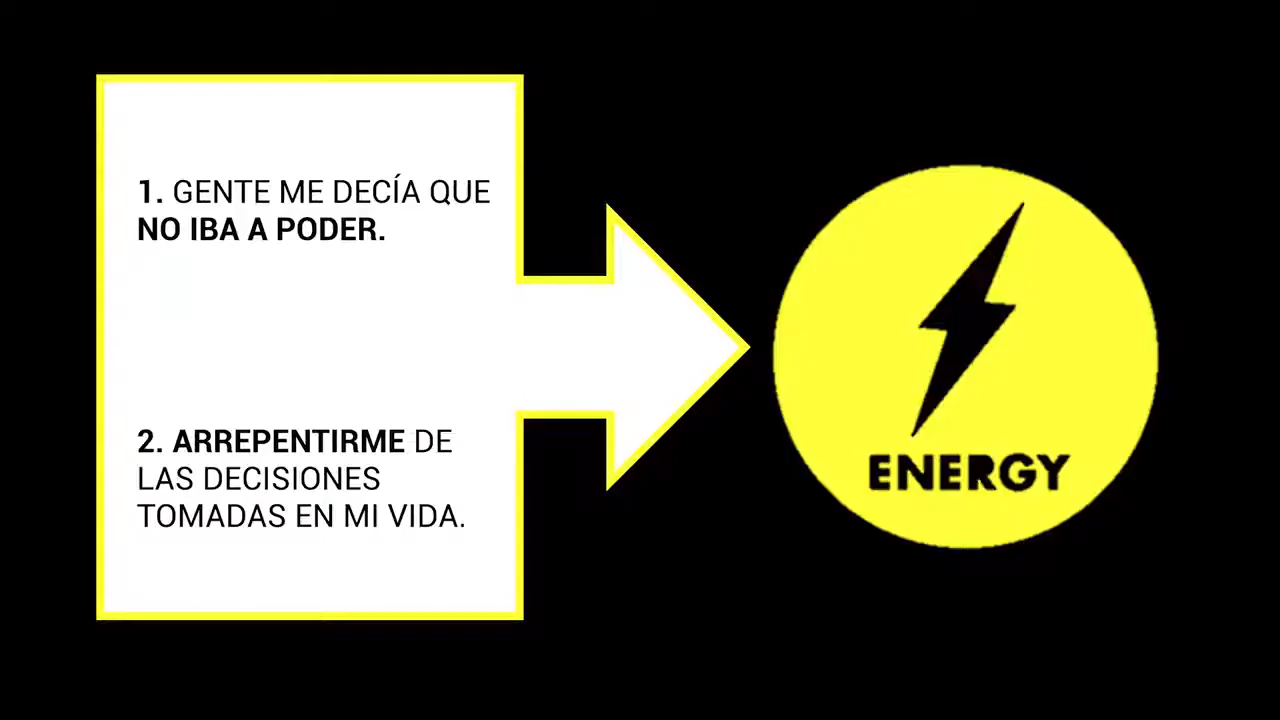 1. GENTE ME DECÍA QUE
NO IBA A PODER.
2. ARREPENTIRME DE
LAS DECISIONES
TOMADAS EN MI VIDA.
ENERGY